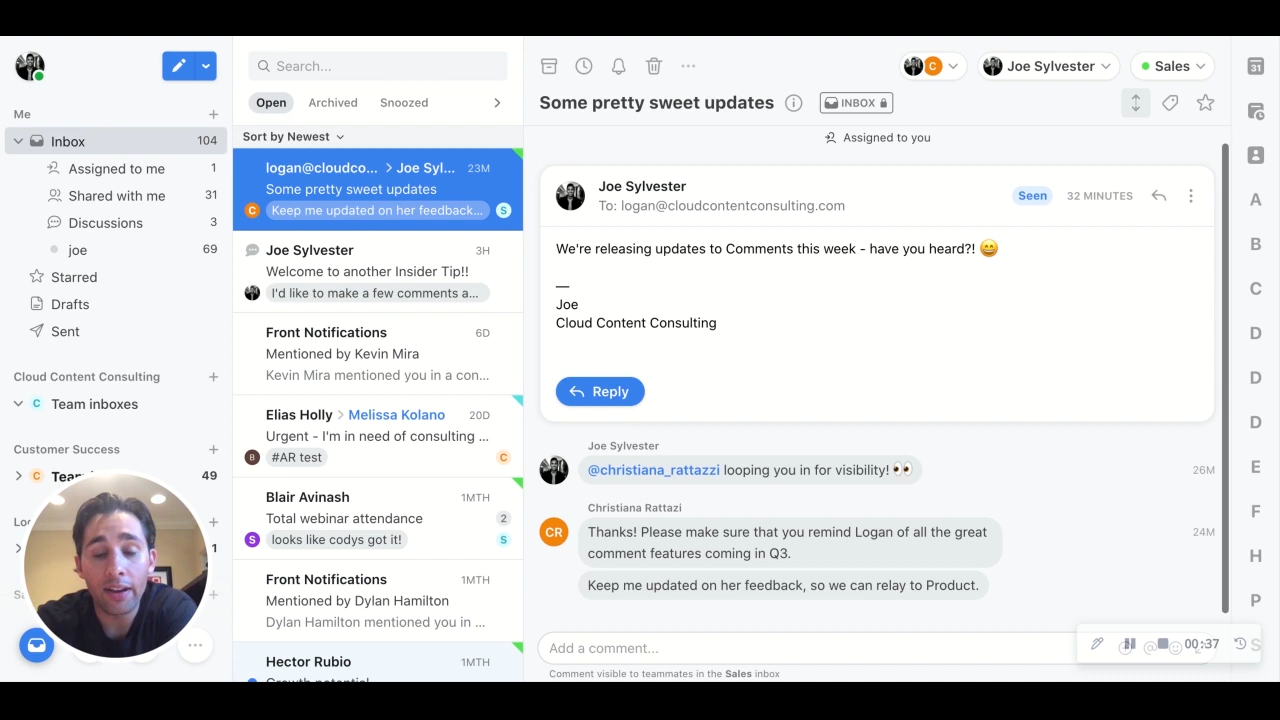 Me
Inbox 104
Assigned to me 1
Shared with me 31
Discussions 3
joe 69
Starred
Drafts
Sent
Cloud Content Consulting
C Team inboxes
Customer Success
C 49
1
Search...
Open Archived Snoozed
Sort by Newest
logan@cloudco... Joe Syl... 23M
Some pretty sweet updates
C Keep me updated on her feedback... S
Joe Sylvester 3H
Welcome to another Insider Tip!!
I'd like to make a few comments a...
Front Notifications 6D
Mentioned by Kevin Mira
Kevin Mira mentioned you in a con...
Elias Holly Melissa Kolano 20D
Urgent - I'm in need of consulting ...
B #AR test C
Blair Avinash 1MTH
Total webinar attendance 2
S looks like codys got it! S
Front Notifications 1MTH
Mentioned by Dylan Hamilton
Dylan Hamilton mentioned you in ...
Hector Rubio 1MTH
C Joe Sylvester Sales
Some pretty sweet updates INBOX
Assigned to you
Joe Sylvester
To: logan@cloudcontentconsulting.com
Seen 32 MINUTES
We're releasing updates to Comments this week - have you heard?! 😄
—
Joe
Cloud Content Consulting
Reply
Joe Sylvester
@christiana_rattazzi looping you in for visibility! 👀 26M
Christiana Rattazi
CR Thanks! Please make sure that you remind Logan of all the great 24M
comment features coming in Q3.
Keep me updated on her feedback, so we can relay to Product.
Add a comment...
00:37
Comment visible to teammates in the Sales inbox
31
A
B
C
D
D
D
E
F
H
P
S